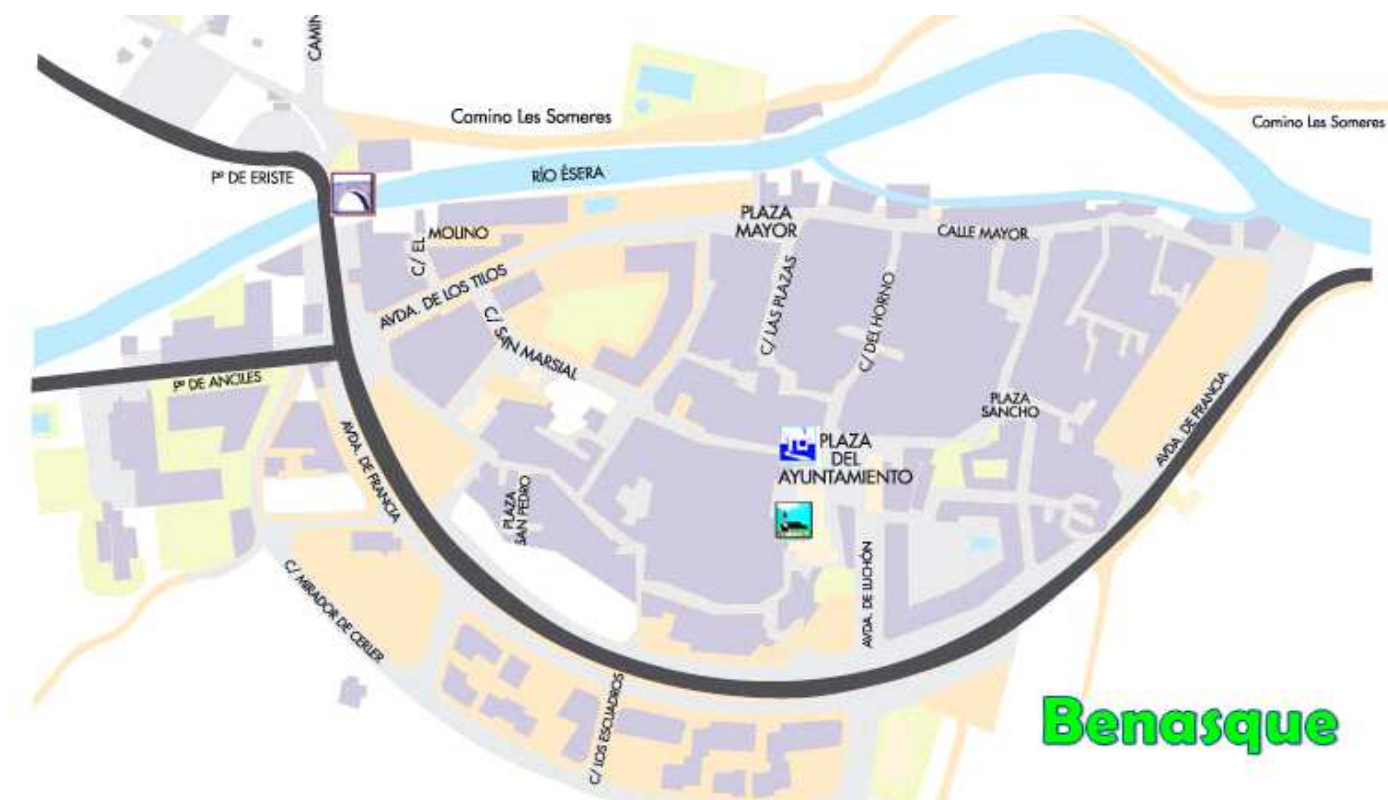 CAMIN
Camino Les Someres
Camino Les Someres
Pº DE ERISTE
RÍO ÉSERA
PLAZA
MAYOR
C/ EL
MOLINO
CALLE MAYOR
AVDA. DE LOS TILOS
C/ LAS PLAZAS
C/ DEL HORNO
C/ SAN MARSIAL
Pº DE ANCILES
PLAZA
SANCHO
AVDA. DE FRANCIA
AVDA. DE FRANCIA
PLAZA
DEL
AYUNTAMIENTO
PLAZA
SAN PEDRO
C/ MIRADOR DE CERLER
AVDA. DE LUCHÓN
C/ LOS ESCUADROS
Benasque